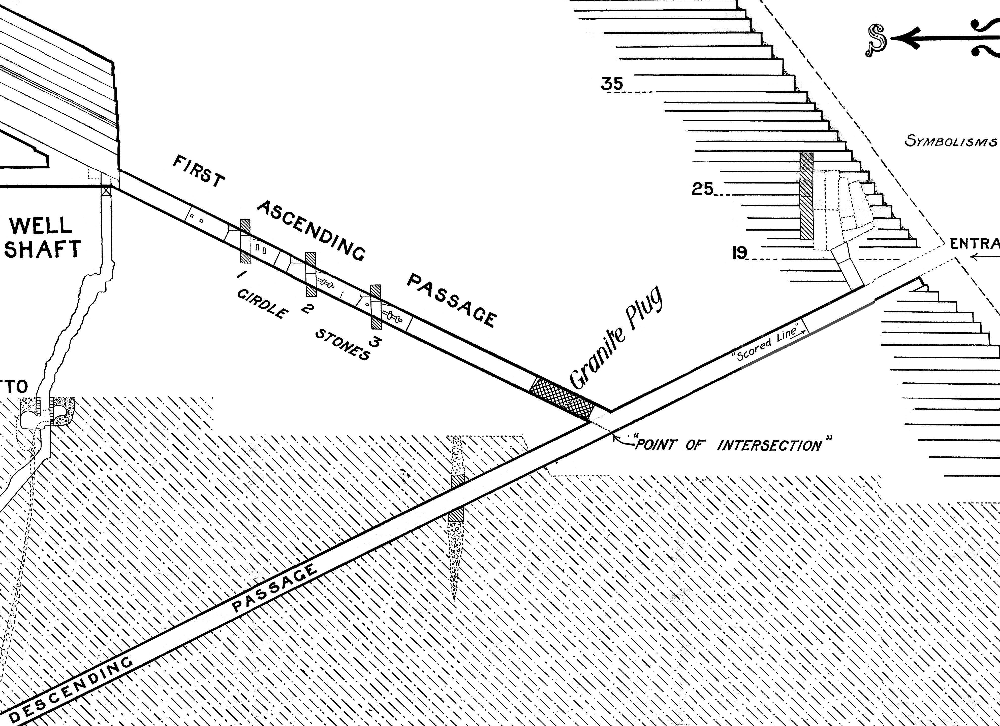 S
35
SYMBOLISMS
FIRST
ASCENDING
PASSAGE
25
WELL
SHAFT
19
ENTRA
1
2
3
GIRDLE
STONES
Granite Plug
"Scored Line"
TTO
"POINT OF INTERSECTION"
PASSAGE
DESCENDING